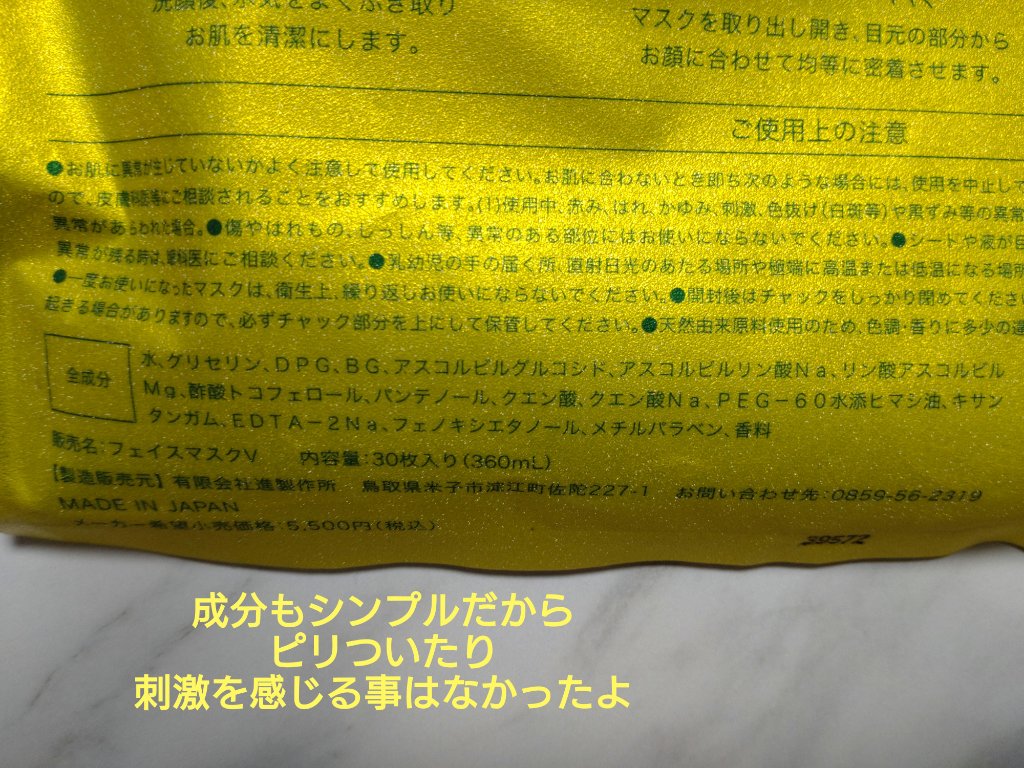 洗顔後、水気をよくふき取り
お肌を清潔にします。
マスクを取り出し開き、目元の部分から
お顔に合わせて均等に密着させます。
ご使用上の注意
●お肌に異常が生じていないかよく注意して使用してください。お肌に合わないとき即ち次のような場合には、使用を中止して
ので、皮膚科医等にご相談されることをおすすめします。(1)使用中、赤み、はれ、かゆみ、刺激、色抜け(白斑等)や黒ずみ等の異常
異常があらわれた場合。●傷やはれもの、しっしん等、異常のある部位にはお使いにならないでください。●シートや液が目
異常が残る時は、眼科医にご相談ください。●乳幼児の手の届く所、直射日光のあたる場所や極端に高温または低温になる場所
●一度お使いになったマスクは、衛生上、繰り返しお使いにならないでください。●開封後はチャックをしっかり閉めてくださ
起きる場合がありますので、必ずチャック部分を上にして保管してください。●天然由来原料使用のため、色調・香りに多少の違
全成分
水、グリセリン、DPG、BG、アスコルビルグルコシド、アスコルビルリン酸Na、リン酸アスコルビル
Mg、酢酸トコフェロール、パンテノール、クエン酸、クエン酸Na、PEG-60水添ヒマシ油、キサン
タンガム、EDTA-2Na、フェノキシエタノール、メチルパラベン、香料
販売名:フェイスマスクV 内容量:30枚入り(360mL)
【製造販売元】有限会社進製作所 鳥取県米子市淀江町佐陀227-1 お問い合わせ先:0859-56-2319
MADE IN JAPAN
メーカー希望小売価格:5,500円(税込)
39572
成分もシンプルだから
ピリついたり
刺激を感じる事はなかったよ